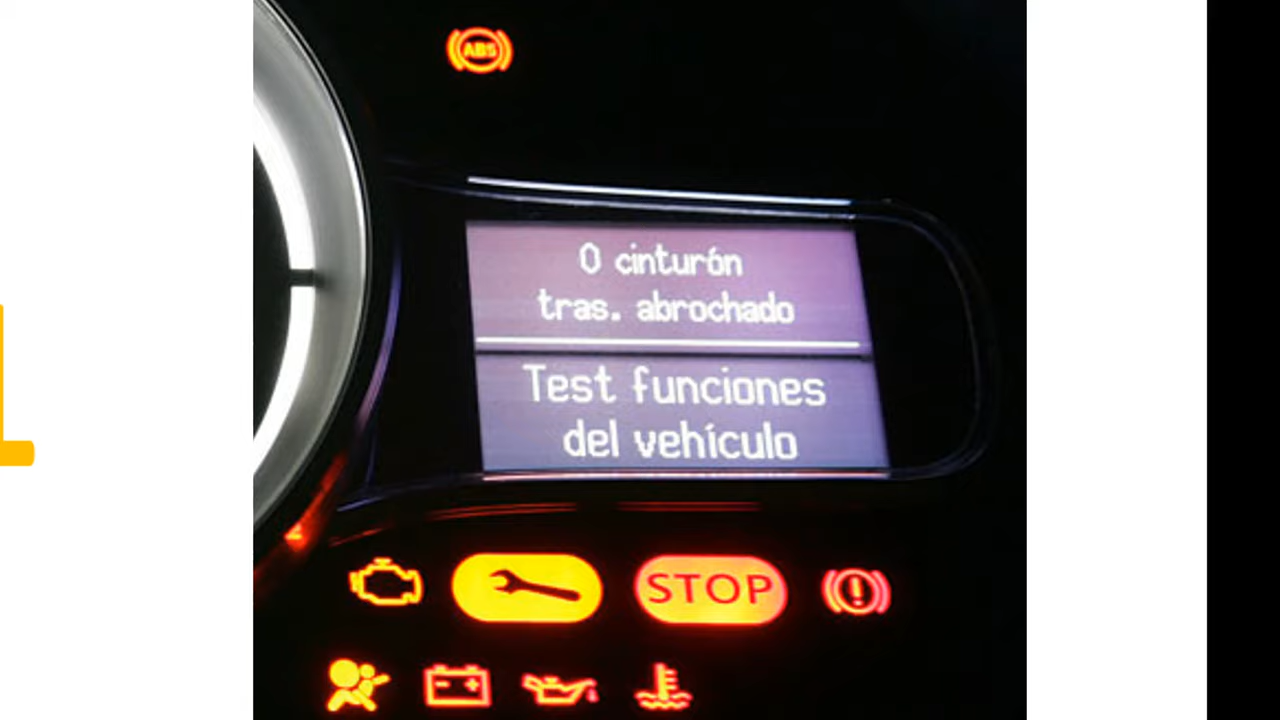 ABS
0 cinturón
tras. abrochado
Test funciones
del vehículo
STOP